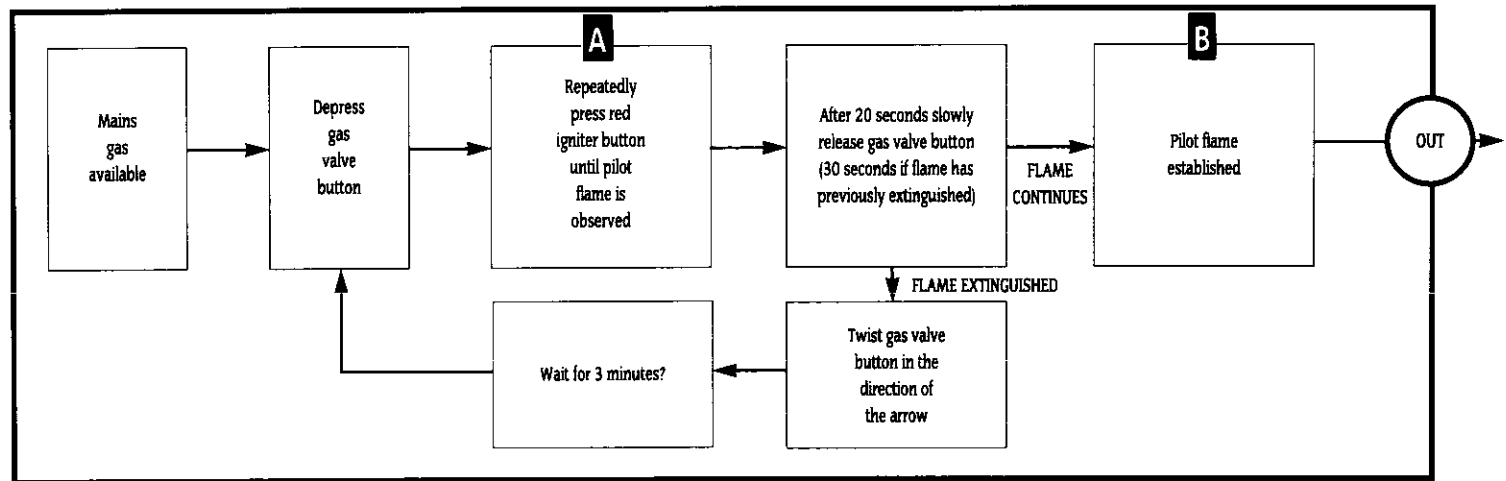 Mains
gas
available
Depress
gas
valve
button
A
Repeatedly
press red
igniter button
until pilot
flame is
observed
After 20 seconds slowly
release gas valve button
(30 seconds if flame has
previously extinguished)
FLAME
CONTINUES
B
Pilot flame
established
OUT
FLAME EXTINGUISHED
Twist gas valve
button in the
direction of
the arrow
Wait for 3 minutes?